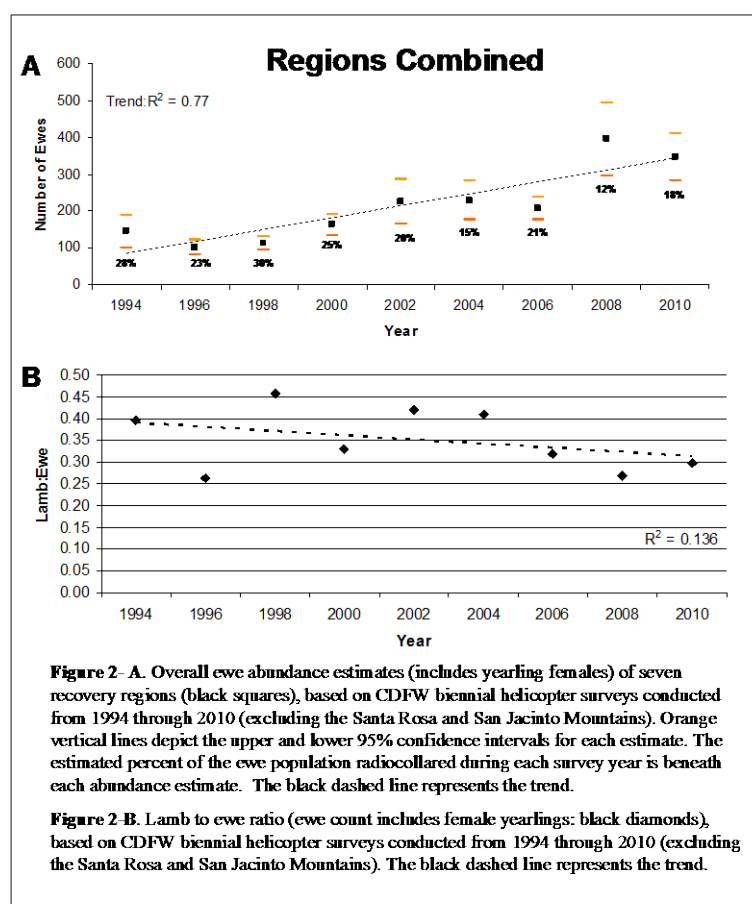 A
Regions Combined
600
500
400
300
200
100
0
Number of Ewes
Trend:R² = 0.77
28%
23%
30%
25%
20%
15%
21%
12%
18%
1994 1996 1998 2000 2002 2004 2006 2008 2010
Year
B
0.50
0.45
0.40
0.35
0.30
0.25
0.20
0.15
0.10
0.05
0.00
Lamb:Ewe
R² = 0.136
1994 1996 1998 2000 2002 2004 2006 2008 2010
Year
Figure 2- A. Overall ewe abundance estimates (includes yearling females) of seven
recovery regions (black squares), based on CDFW biennial helicopter surveys conducted
from 1994 through 2010 (excluding the Santa Rosa and San Jacinto Mountains). Orange
vertical lines depict the upper and lower 95% confidence intervals for each estimate. The
estimated percent of the ewe population radiocollared during each survey year is beneath
each abundance estimate. The black dashed line represents the trend.
Figure 2-B. Lamb to ewe ratio (ewe count includes female yearlings: black diamonds),
based on CDFW biennial helicopter surveys conducted from 1994 through 2010 (excluding
the Santa Rosa and San Jacinto Mountains). The black dashed line represents the trend.